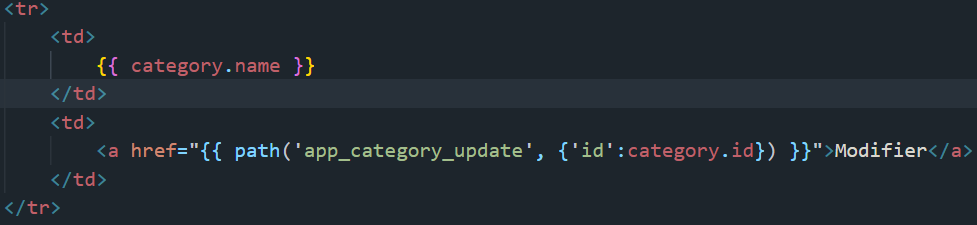 <tr>
    <td>
        {{ category.name }}
    </td>
    <td>
        <a href="{{ path('app_category_update', {'id':category.id}) }}">Modifier</a>
    </td>
</tr>